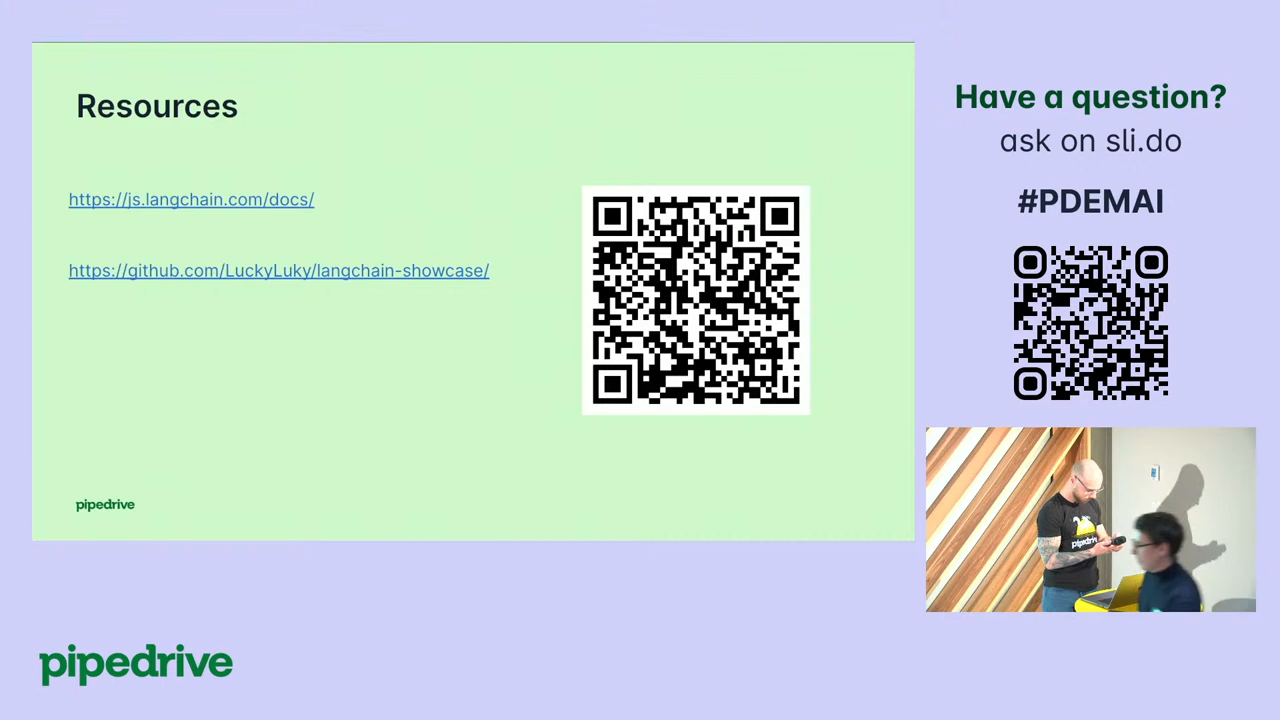 Resources
https://js.langchain.com/docs/
https://github.com/LuckyLuky/langchain-showcase/
pipedrive
Have a question?
ask on sli.do
#PDEMAI
pipedrive
pipedrive